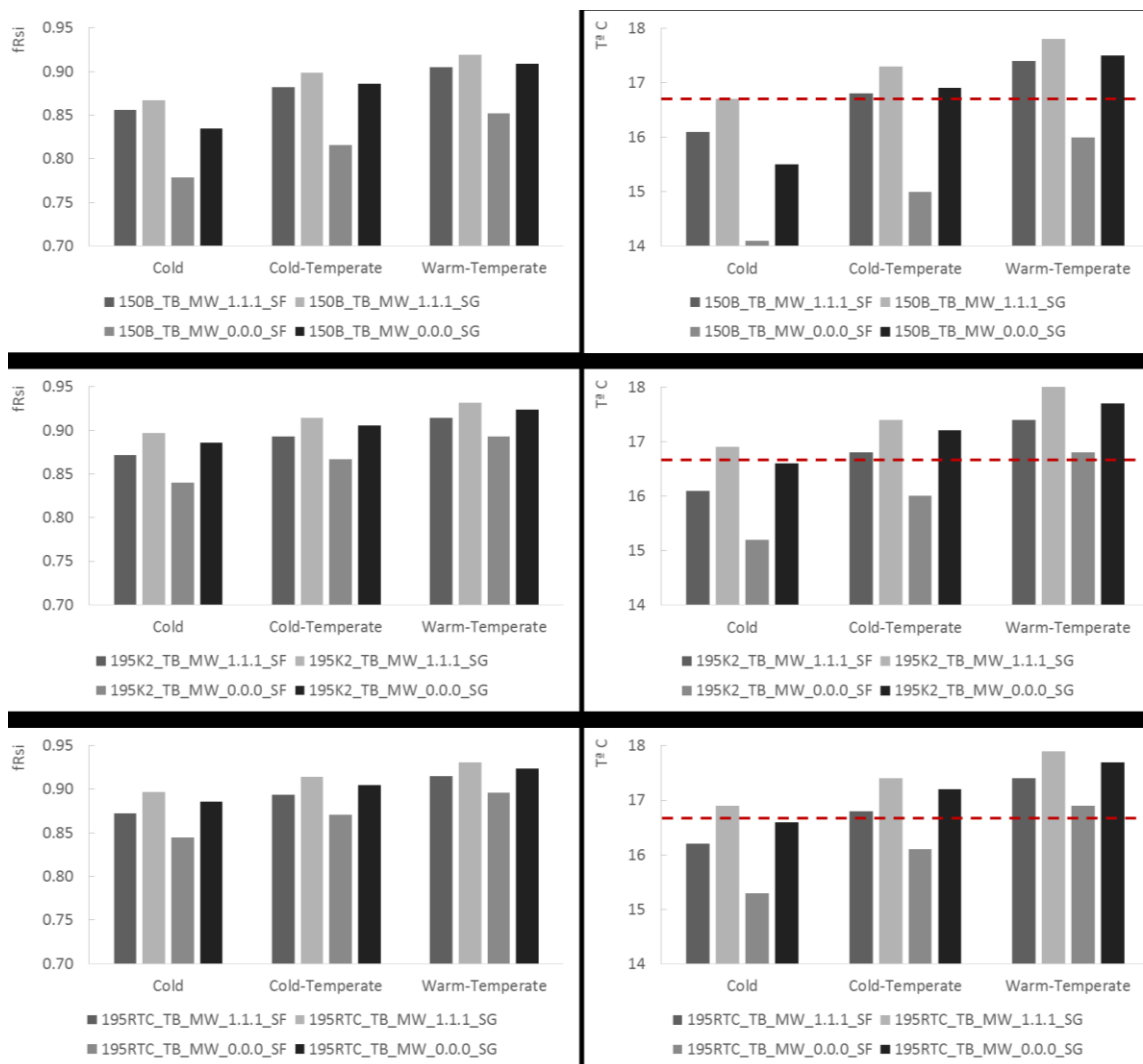 fRsi
0.95
0.90
0.85
0.80
0.75
0.70
Cold Cold-Temperate Warm-Temperate
150B_TB_MW_1.1.1_SF 150B_TB_MW_1.1.1_SG
150B_TB_MW_0.0.0_SF 150B_TB_MW_0.0.0_SG
Tª C
18
17
16
15
14
Cold Cold-Temperate Warm-Temperate
150B_TB_MW_1.1.1_SF 150B_TB_MW_1.1.1_SG
150B_TB_MW_0.0.0_SF 150B_TB_MW_0.0.0_SG
fRsi
0.95
0.90
0.85
0.80
0.75
0.70
Cold Cold-Temperate Warm-Temperate
195K2_TB_MW_1.1.1_SF 195K2_TB_MW_1.1.1_SG
195K2_TB_MW_0.0.0_SF 195K2_TB_MW_0.0.0_SG
Tª C
18
17
16
15
14
Cold Cold-Temperate Warm-Temperate
195K2_TB_MW_1.1.1_SF 195K2_TB_MW_1.1.1_SG
195K2_TB_MW_0.0.0_SF 195K2_TB_MW_0.0.0_SG
fRsi
0.95
0.90
0.85
0.80
0.75
0.70
Cold Cold-Temperate Warm-Temperate
195RTC_TB_MW_1.1.1_SF 195RTC_TB_MW_1.1.1_SG
195RTC_TB_MW_0.0.0_SF 195RTC_TB_MW_0.0.0_SG
Tª C
18
17
16
15
14
Cold Cold-Temperate Warm-Temperate
195RTC_TB_MW_1.1.1_SF 195RTC_TB_MW_1.1.1_SG
195RTC_TB_MW_0.0.0_SF 195RTC_TB_MW_0.0.0_SG